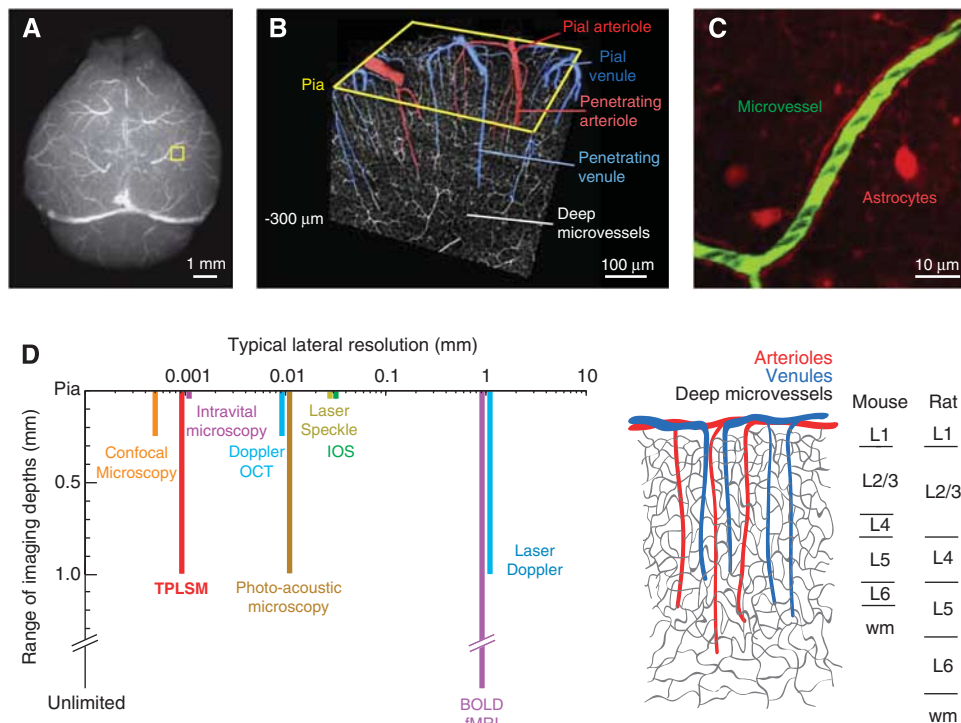 A
1 mm
B
Pial arteriole
Pial
venule
Pia
Penetrating
arteriole
Penetrating
venule
-300 μm
Deep
microvessels
100 μm
C
Microvessel
Astrocytes
10 μm
D
Typical lateral resolution (mm)
Pia
0.001
0.01
0.1
1
10
Range of imaging depths (mm)
0.5
1.0
Unlimited
Confocal
Microscopy
TPLSM
Intravital
microscopy
Doppler
OCT
Photo-acoustic
microscopy
Laser
Speckle
IOS
BOLD
fMRI
Laser
Doppler
Arterioles
Venules
Deep microvessels
Mouse
L1
L2/3
L4
L5
L6
wm
Rat
L1
L2/3
L4
L5
L6
wm